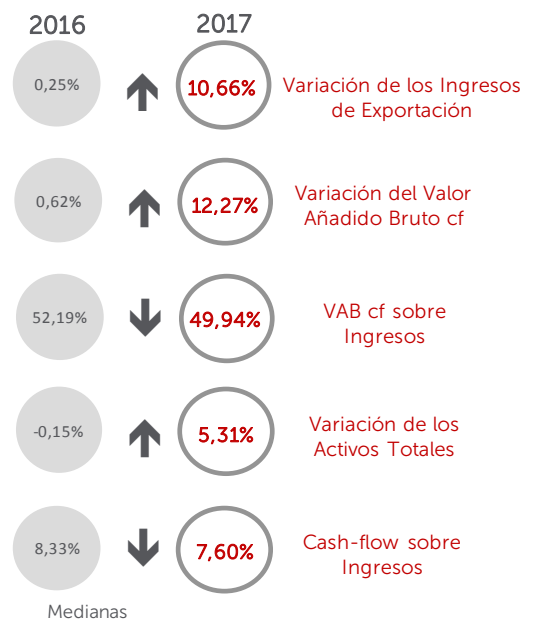 2016
2017
0,25%
10,66%
Variación de los Ingresos
de Exportación
0,62%
12,27%
Variación del Valor
Añadido Bruto cf
52,19%
49,94%
VAB cf sobre
Ingresos
-0,15%
5,31%
Variación de los
Activos Totales
8,33%
7,60%
Cash-flow sobre
Ingresos
Medianas